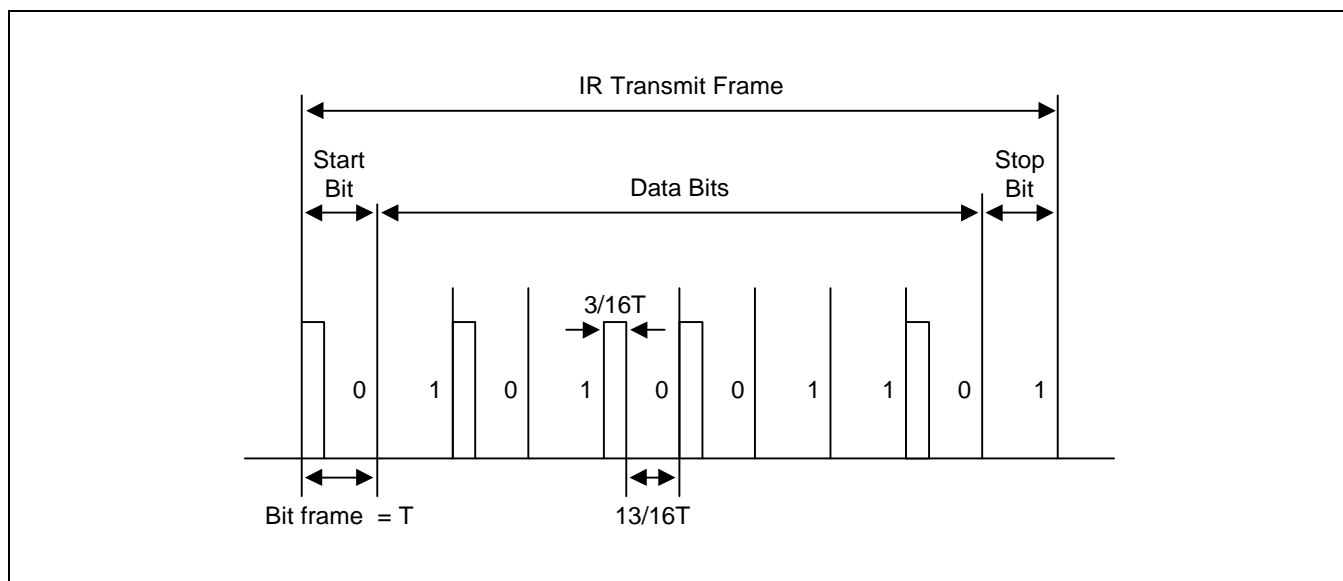 IR Transmit Frame
Start
Bit
Data Bits
Stop
Bit
3/16T
0 1 0 1 0 0 1 1 0 1
Bit frame = T
13/16T